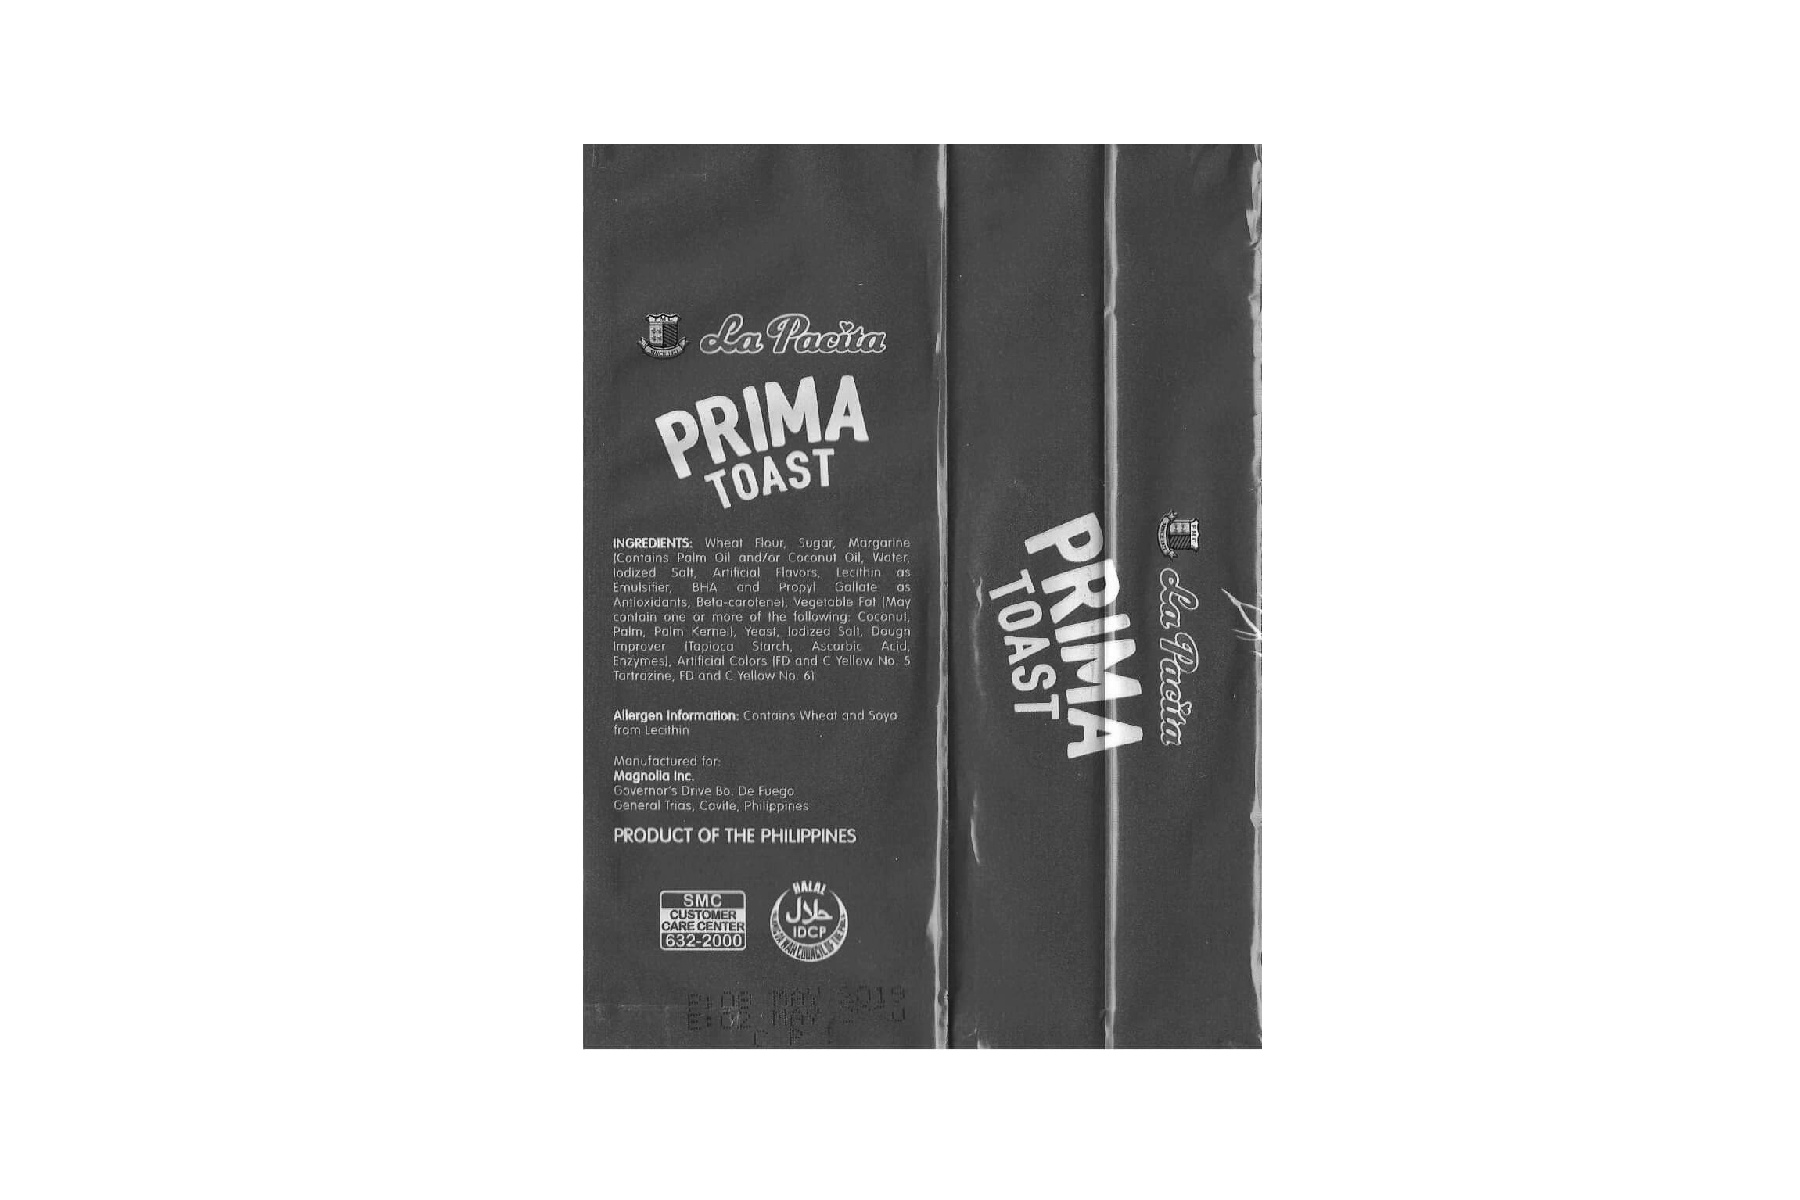 La Pacita
PRIMA
TOAST
INGREDIENTS: Wheat Flour, Sugar, Margarine
(Contains Palm Oil and/or Coconut Oil, Water,
Iodized Salt, Artificial Flavors, Lecithin as
Emulsifier, BHA and Propyl Gallate as
Antioxidants, Beta-carotene), Vegetable Fat (May
contain one or more of the following: Coconut,
Palm, Palm Kernel), Yeast, Iodized Salt, Dough
Improver (Tapioca Starch, Ascorbic Acid,
Enzymes), Artificial Colors (FD and C Yellow No. 5
Tartrazine, FD and C Yellow No. 6)
Allergen Information: Contains Wheat and Soya
from Lecithin
Manufactured for:
Magnolia Inc.
Governor's Drive Bo. De Fuego
General Trias, Cavite, Philippines
PRODUCT OF THE PHILIPPINES
SMC
CUSTOMER
CARE CENTER
632-2000
HALAL
حلال
IDCP
MAY 2019
MAY
La Pacita
PRIMA
TOAST